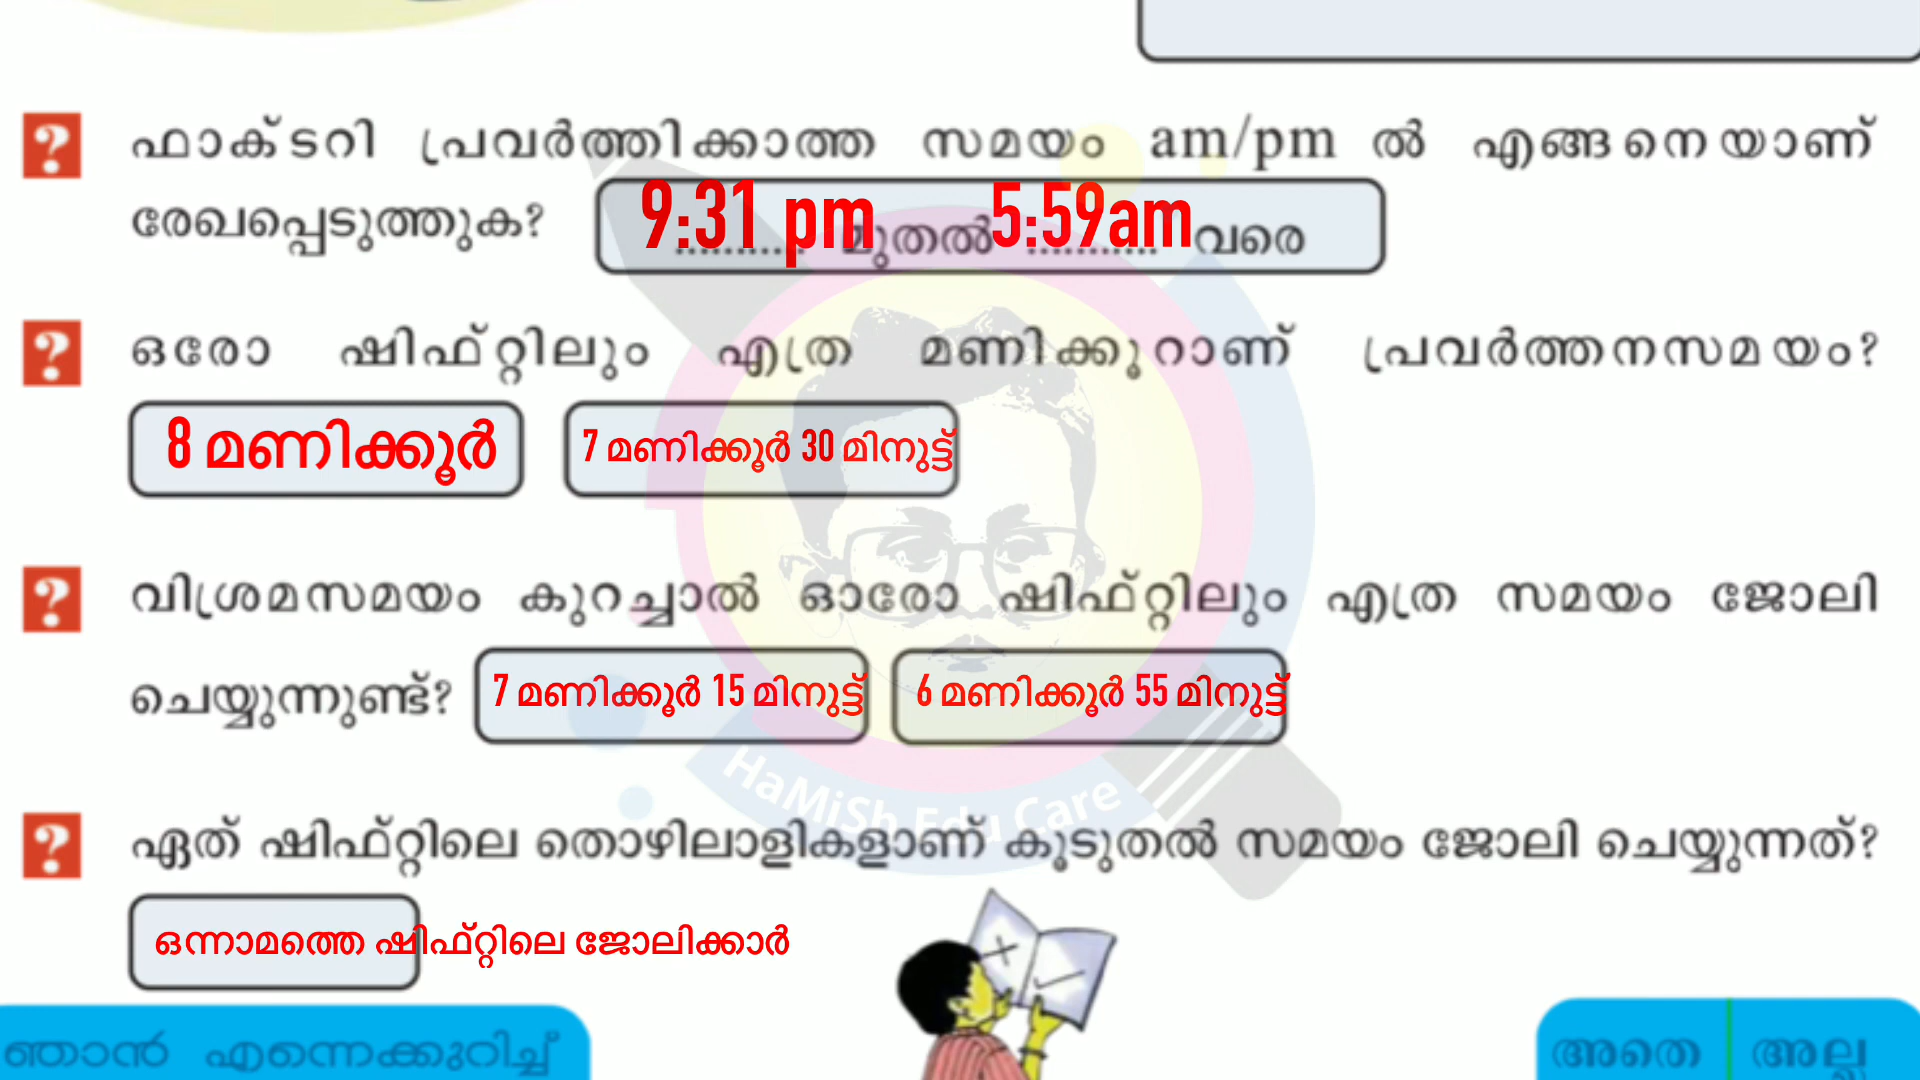 ? ഫാക്ടറി പ്രവർത്തിക്കാത്ത സമയം am/pm ൽ എങ്ങനെയാണ്
രേഖപ്പെടുത്തുക? 9:31 pm മുതൽ 5:59am വരെ
? ഒരോ ഷിഫ്റ്റിലും എത്ര മണിക്കൂറാണ് പ്രവർത്തനസമയം?
8 മണിക്കൂർ 7 മണിക്കൂർ 30 മിനുട്ട്
? വിശ്രമസമയം കുറച്ചാൽ ഓരോ ഷിഫ്റ്റിലും എത്ര സമയം ജോലി
ചെയ്യുന്നുണ്ട്? 7 മണിക്കൂർ 15 മിനുട്ട് 6 മണിക്കൂർ 55 മിനുട്ട്
HaMiSh Edu Care
? ഏത് ഷിഫ്റ്റിലെ തൊഴിലാളികളാണ് കൂടുതൽ സമയം ജോലി ചെയ്യുന്നത്?
ഒന്നാമത്തെ ഷിഫ്റ്റിലെ ജോലിക്കാർ
ഞാൻ എന്നെക്കുറിച്ച് അതെ അല്ല